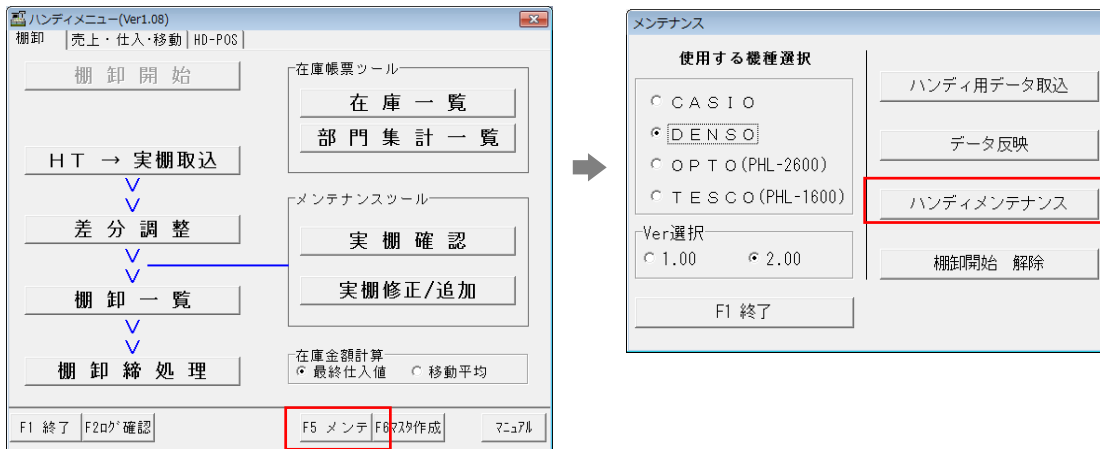 ハンディメニュー(Ver1.08)
棚卸 売上・仕入・移動 HD-POS
棚 卸 開 始
HT → 実棚取込
差 分 調 整
棚 卸 一 覧
棚 卸 締 処 理
在庫帳票ツール
在 庫 一 覧
部 門 集 計 一 覧
メンテナンスツール
実 棚 確 認
実棚修正/追加
在庫金額計算
最終仕入値 移動平均
F1 終了 F2ログ確認 F5 メンテ F6マスタ作成 マニュアル
メンテナンス
使用する機種選択
CASIO
DENSO
OPTO(PHL-2600)
TESCO(PHL-1600)
Ver選択
1.00 2.00
F1 終了
ハンディ用データ取込
データ反映
ハンディメンテナンス
棚卸開始 解除